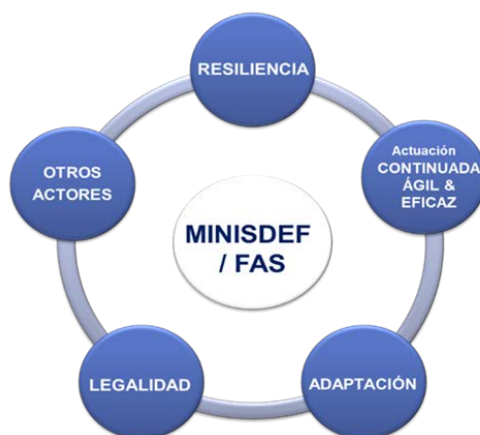 RESILIENCIA
Actuación
CONTINUADA
ÁGIL &
EFICAZ
OTROS
ACTORES
MINISDEF
/ FAS
LEGALIDAD
ADAPTACIÓN